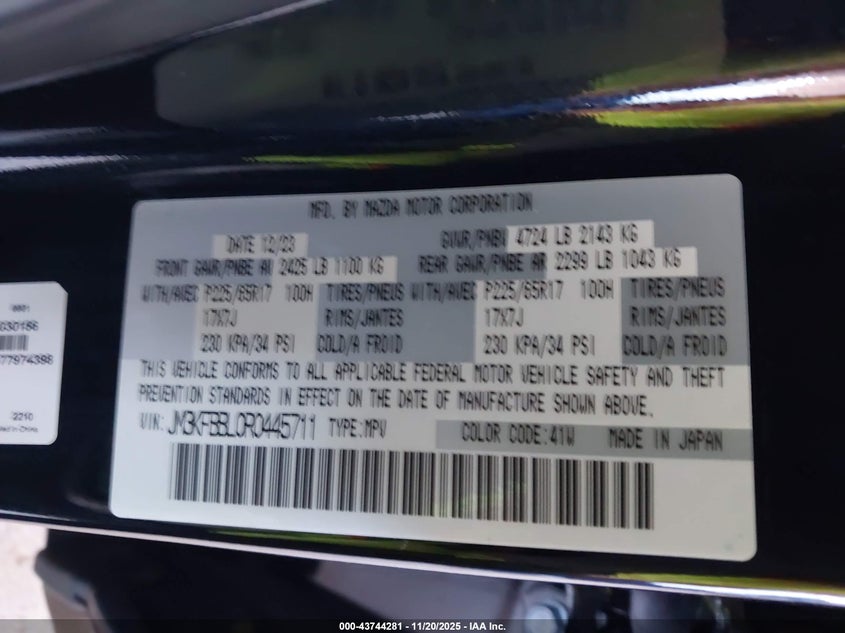 MFD. BY MAZDA MOTOR CORPORATION
DATE 12/23
GVWR/PNBV 4724 LB 2143 KG
FRONT GAWR/PNBE AV 2425 LB 1100 KG
REAR GAWR/PNBE AR 2299 LB 1043 KG
WITH/AVEC P225/65R17 100H TIRES/PNEUS WITH/AVEC P225/65R17 100H TIRES/PNEUS
17X7J RIMS/JANTES 17X7J RIMS/JANTES
230 KPA/34 PSI COLD/A FROID 230 KPA/34 PSI COLD/A FROID
THIS VEHICLE CONFORMS TO ALL APPLICABLE FEDERAL MOTOR VEHICLE SAFETY AND THEFT
PREVENTION STANDARDS IN EFFECT ON THE DATE OF MANUFACTURE SHOWN ABOVE.
VIN: JM3KFBBL0R0445711 TYPE:MPV COLOR CODE:41W MADE IN JAPAN
030156
77974398
2210
in China
000-43744281 - 11/20/2025 - IAA Inc.